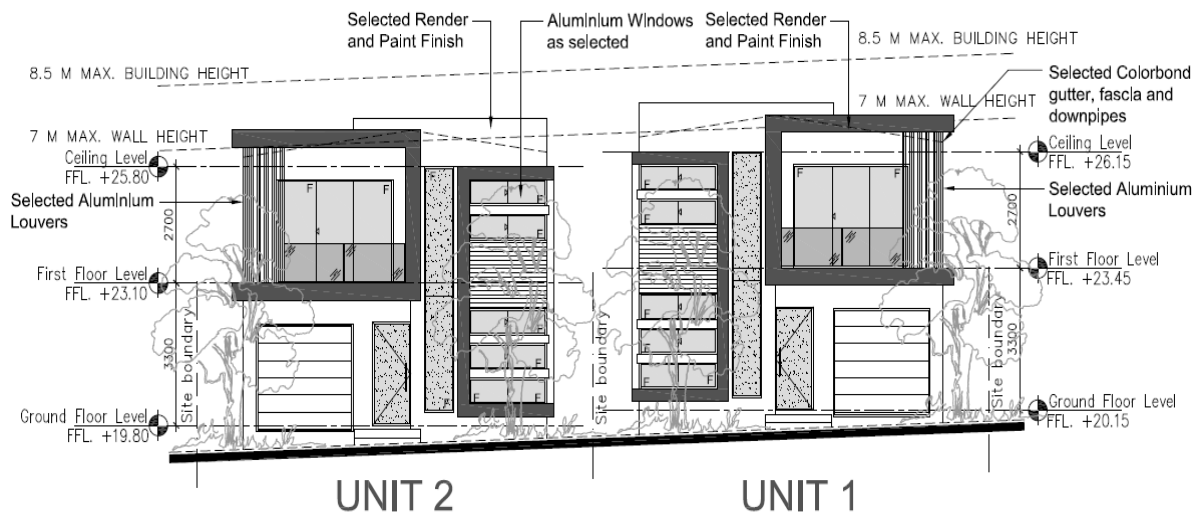 Selected Render
and Paint Finish
Aluminium Windows
as selected
Selected Render
and Paint Finish
8.5 M MAX. BUILDING HEIGHT
8.5 M MAX. BUILDING HEIGHT
Selected Colorbond
gutter, fascia and
downpipes
7 M MAX. WALL HEIGHT
7 M MAX. WALL HEIGHT
Ceiling Level
FFL. +25.80
Ceiling Level
FFL. +26.15
Selected Aluminium
Louvers
Selected Aluminium
Louvers
2700
2700
F
F
F
F
F
F
F
F
First Floor Level
FFL. +23.10
First Floor Level
FFL. +23.45
3300
3300
Site boundary
Site boundary
Site boundary
F
F
F
F
F
Ground Floor Level
FFL. +19.80
Ground Floor Level
FFL. +20.15
UNIT 2
UNIT 1